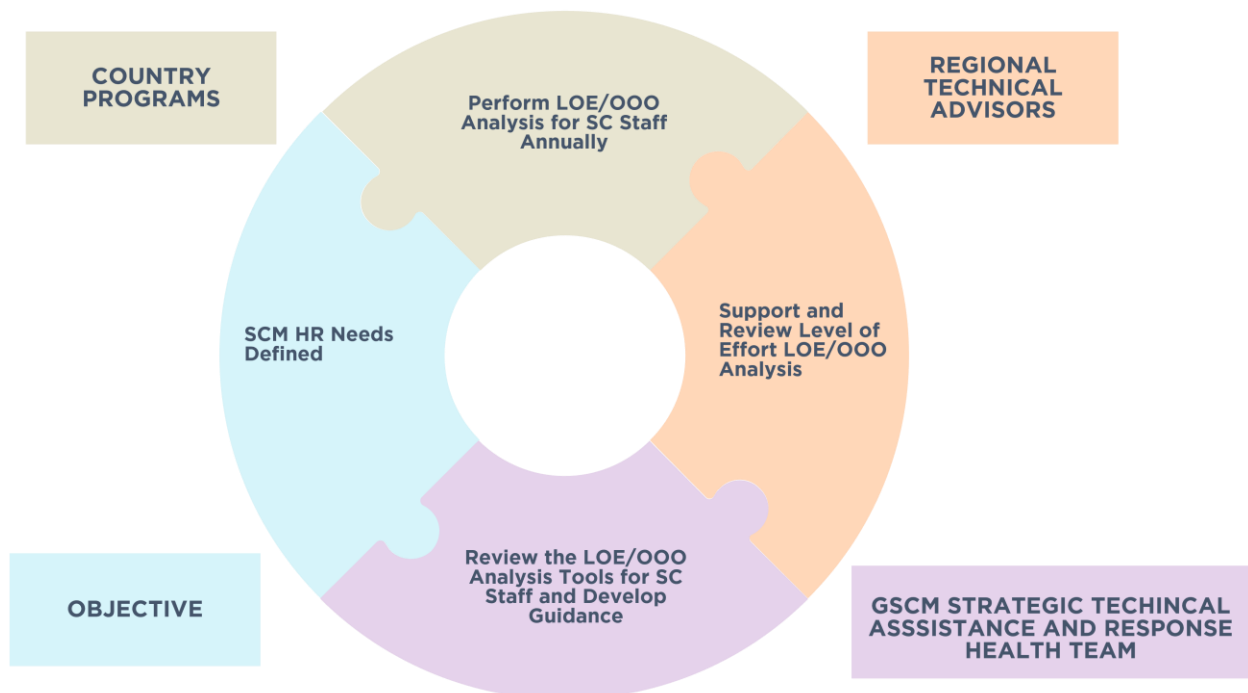 COUNTRY
PROGRAMS
Perform LOE/OOO
Analysis for SC Staff
Annually
REGIONAL
TECHNICAL
ADVISORS
SCM HR Needs
Defined
Support and
Review Level of
Effort LOE/OOO
Analysis
OBJECTIVE
Review the LOE/OOO
Analysis Tools for SC
Staff and Develop
Guidance
GSCM STRATEGIC TECHINCAL
ASSSISTANCE AND RESPONSE
HEALTH TEAM